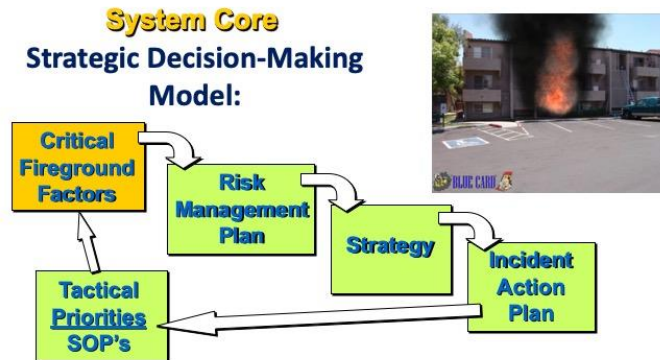 System Core
Strategic Decision-Making
Model:
Critical
Fireground
Factors
Risk
Management
Plan
Strategy
Incident
Action
Plan
Tactical
Priorities
SOP's
BLUE CARD